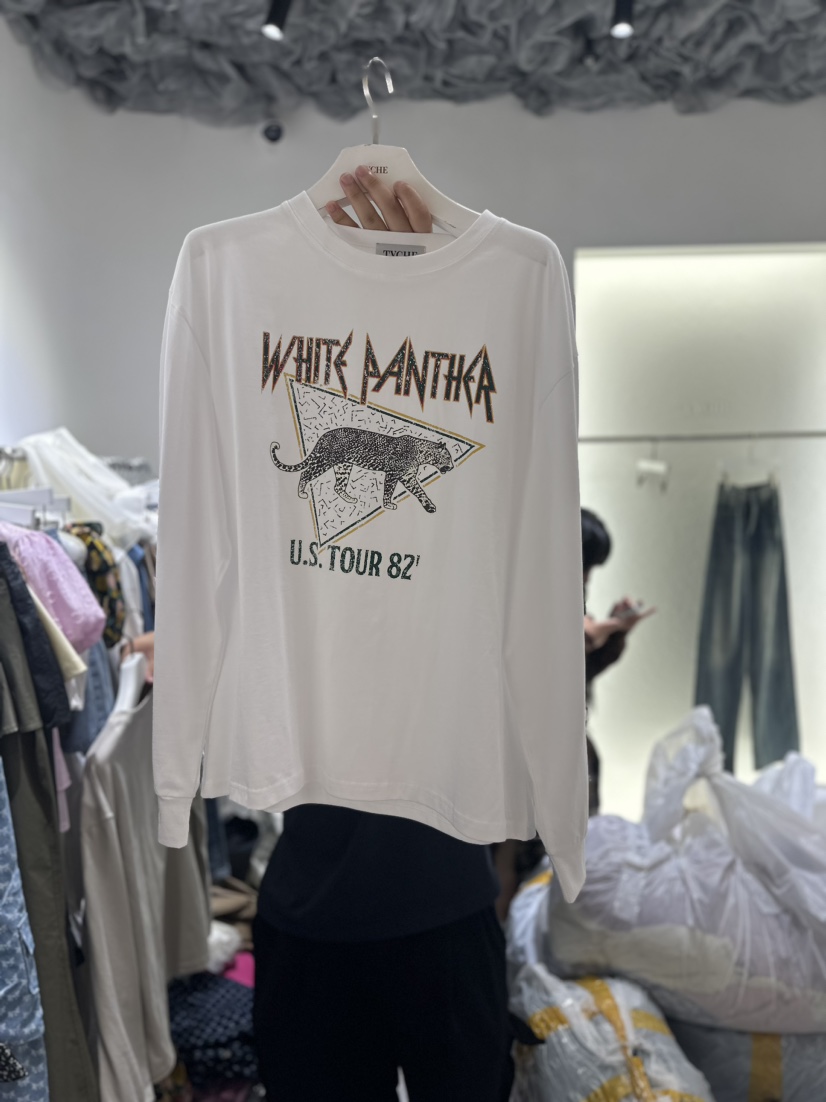 TYCHE
WHITE PANTHER
U.S. TOUR 82'